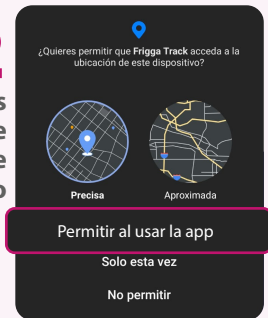 ¿Quieres permitir que Frigga Track acceda a la
ubicación de este dispositivo?
Precisa Aproximada
Permitir al usar la app
Solo esta vez
No permitir